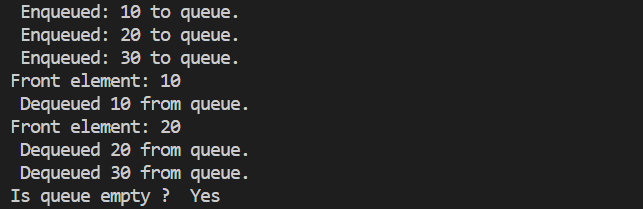 Enqueued: 10 to queue.
Enqueued: 20 to queue.
Enqueued: 30 to queue.
Front element: 10
Dequeued 10 from queue.
Front element: 20
Dequeued 20 from queue.
Dequeued 30 from queue.
Is queue empty ?  Yes